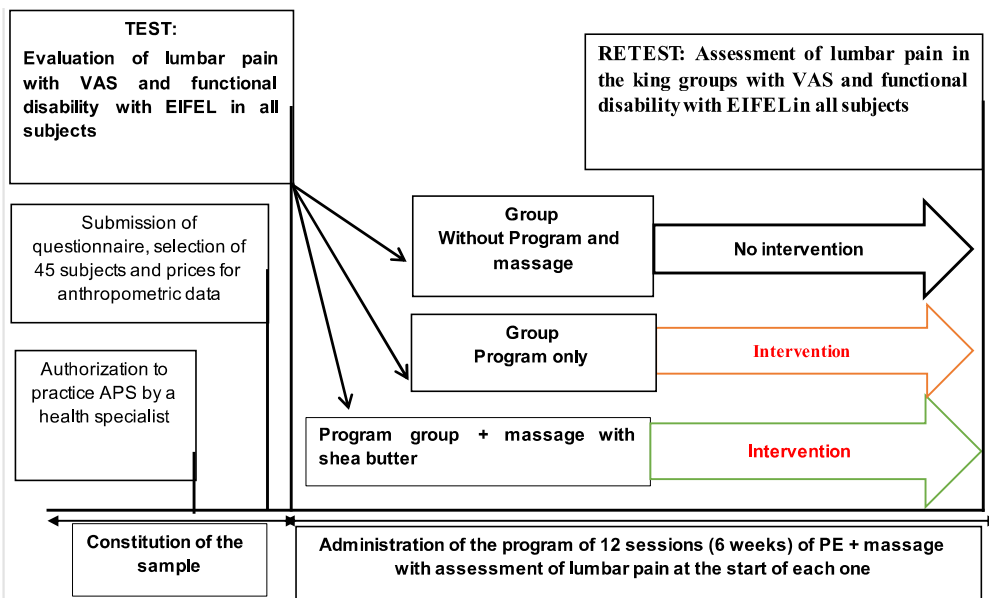 TEST:
Evaluation of lumbar pain
with VAS and functional
disability with EIFEL in all
subjects
RETEST: Assessment of lumbar pain in
the king groups with VAS and functional
disability with EIFEL in all subjects
Submission of
questionnaire, selection of
45 subjects and prices for
anthropometric data
Authorization to
practice APS by a
health specialist
Group
Without Program and
massage
No intervention
Group
Program only
Intervention
Program group + massage with
shea butter
Intervention
Constitution of the
sample
Administration of the program of 12 sessions (6 weeks) of PE + massage
with assessment of lumbar pain at the start of each one